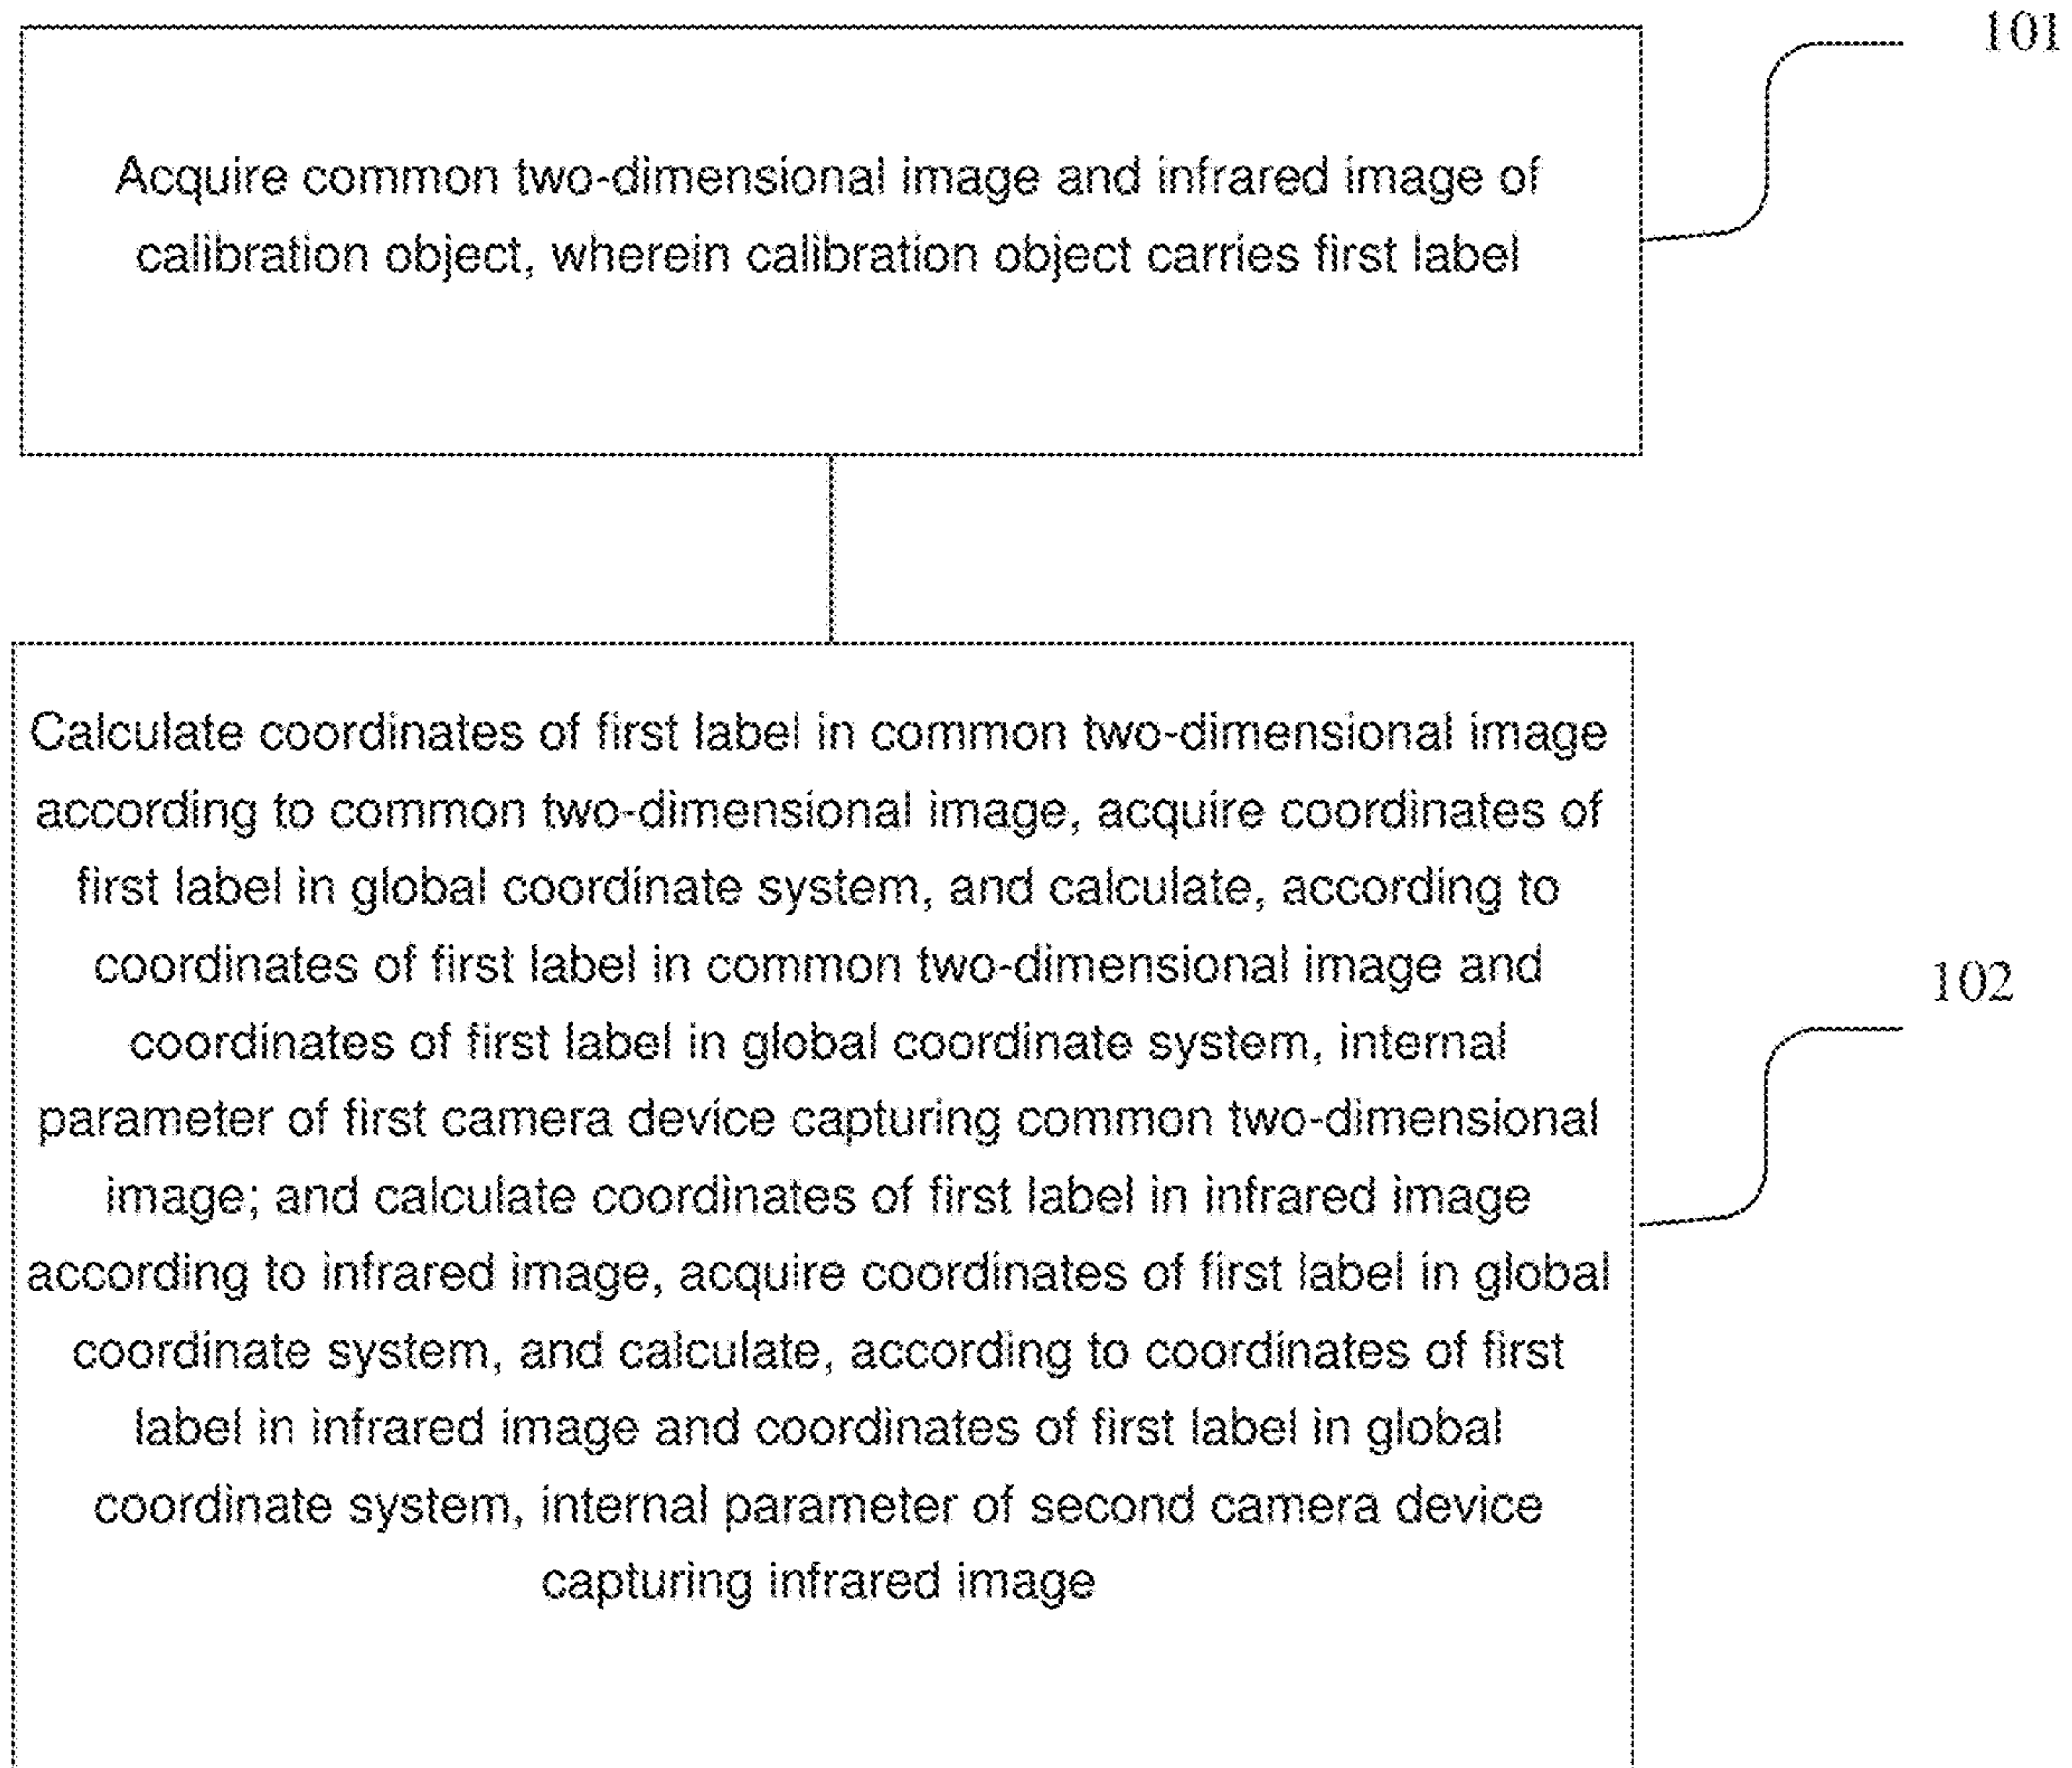 101
Acquire common two-dimensional image and infrared image of
calibration object, wherein calibration object carries first label
Calculate coordinates of first label in common two-dimensional image
according to common two-dimensional image, acquire coordinates of
first label in global coordinate system, and calculate, according to
coordinates of first label in common two-dimensional image and
102
coordinates of first label in global coordinate system, internal
parameter of first camera device capturing common two-dimensional
image; and calculate coordinates of first label in infrared image
according to infrared image, acquire coordinates of first label in global
coordinate system, and calculate, according to coordinates of first
label in infrared image and coordinates of first label in global
coordinate system, internal parameter of second camera device
capturing infrared image